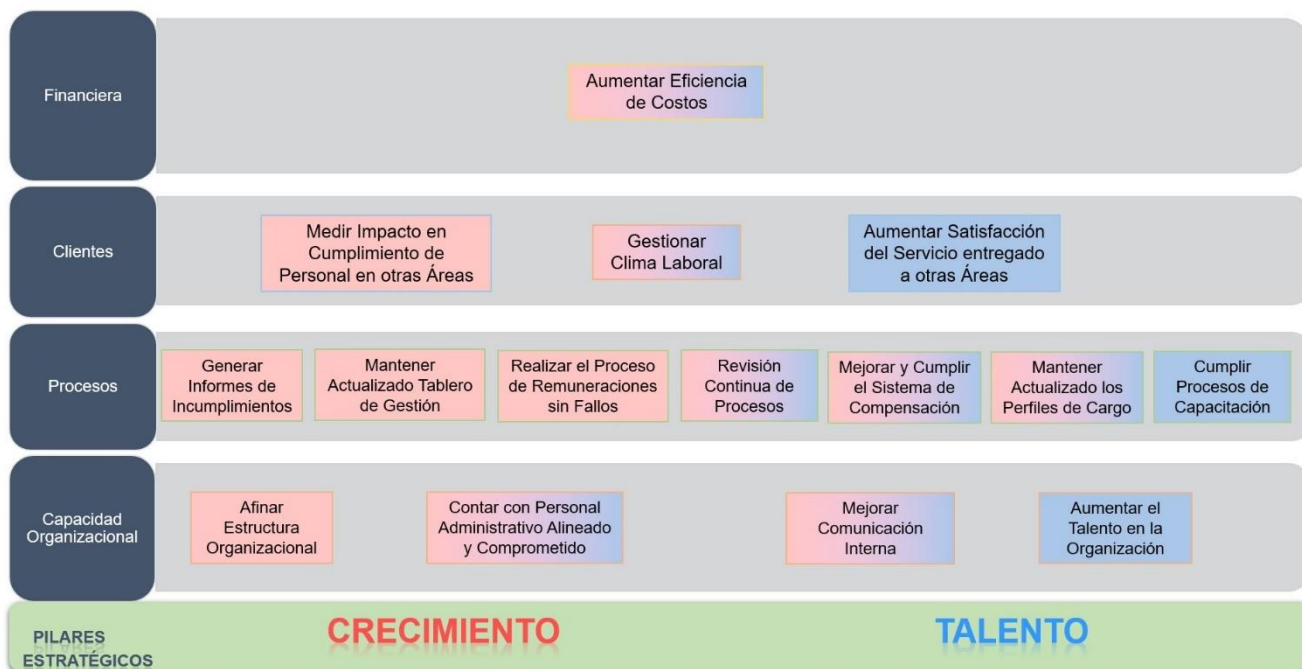 Financiera
Aumentar Eficiencia
de Costos
Clientes
Medir Impacto en
Cumplimiento de
Personal en otras Áreas
Gestionar
Clima Laboral
Aumentar Satisfacción
del Servicio entregado
a otras Áreas
Procesos
Generar
Informes de
Incumplimientos
Mantener
Actualizado Tablero
de Gestión
Realizar el Proceso
de Remuneraciones
sin Fallos
Revisión
Continua de
Procesos
Mejorar y Cumplir
el Sistema de
Compensación
Mantener
Actualizado los
Perfiles de Cargo
Cumplir
Procesos de
Capacitación
Capacidad
Organizacional
Afinar
Estructura
Organizacional
Contar con Personal
Administrativo Alineado
y Comprometido
Mejorar
Comunicación
Interna
Aumentar el
Talento en la
Organización
PILARES
ESTRATÉGICOS
CRECIMIENTO
TALENTO